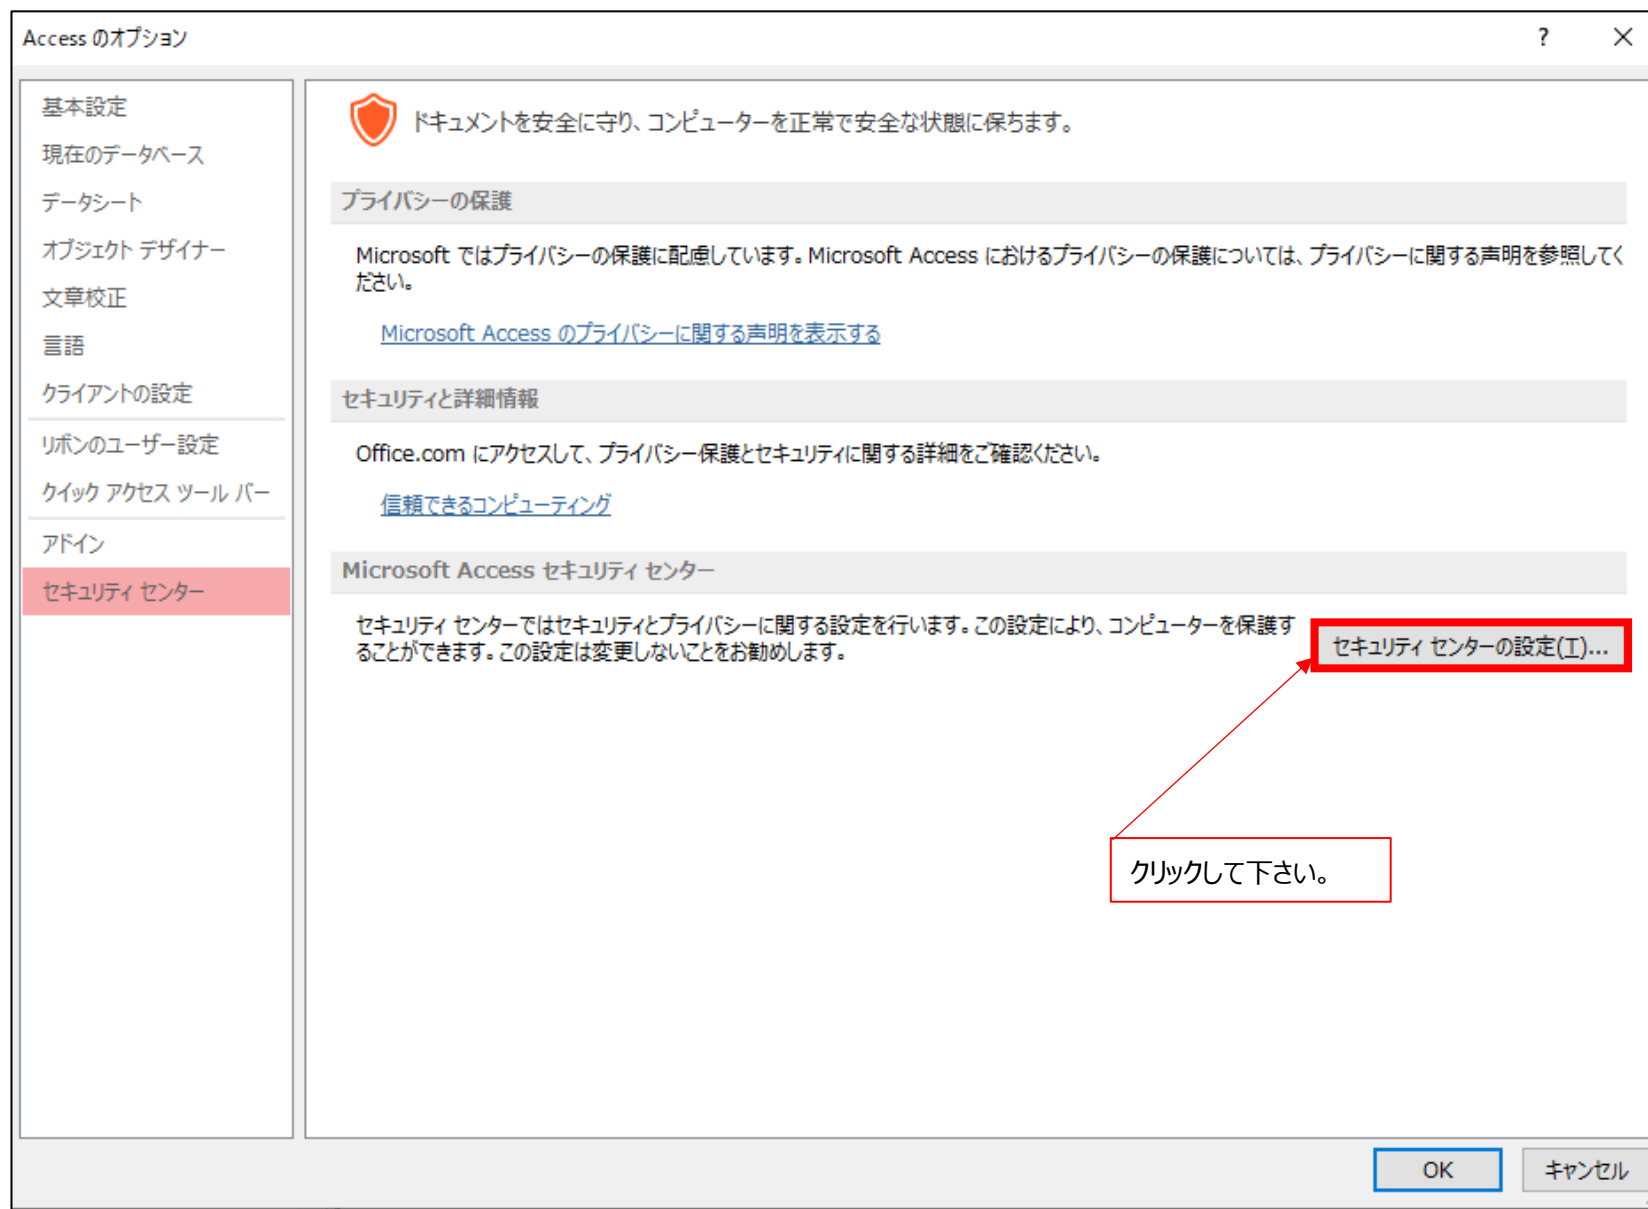 Access のオプション
?
基本設定
現在のデータベース
データシート
オブジェクト デザイナー
文章校正
言語
クライアントの設定
リボンのユーザー設定
クイック アクセス ツール バー
アドイン
セキュリティ センター
ドキュメントを安全に守り、コンピューターを正常で安全な状態に保ちます。
プライバシーの保護
Microsoft ではプライバシーの保護に配慮しています。Microsoft Access におけるプライバシーの保護については、プライバシーに関する声明を参照してく
ださい。
Microsoft Access のプライバシーに関する声明を表示する
セキュリティと詳細情報
Office.com にアクセスして、プライバシー保護とセキュリティに関する詳細をご確認ください。
信頼できるコンピューティング
Microsoft Access セキュリティ センター
セキュリティ センターではセキュリティとプライバシーに関する設定を行います。この設定により、コンピューターを保護す
ることができます。この設定は変更しないことをお勧めします。
セキュリティ センターの設定(T)...
クリックして下さい。
OK
キャンセル